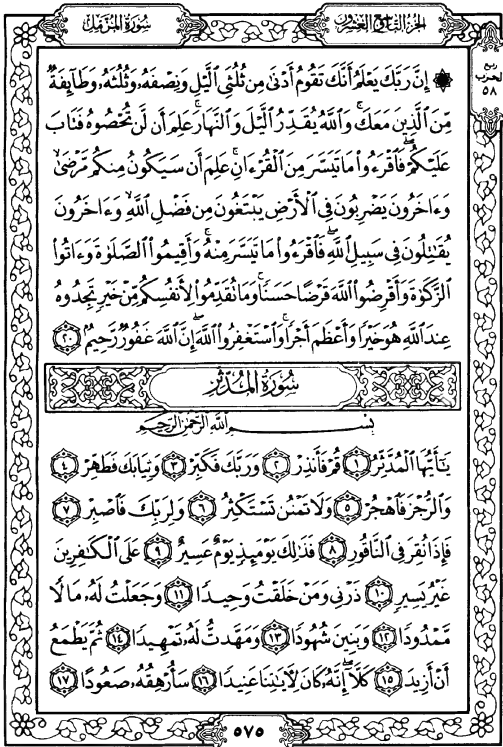 الجزء التاسع والعشرون
سورة المزمل
ربع
الحزب
٥٨
۞ إِنَّ رَبَّكَ يَعْلَمُ أَنَّكَ تَقُومُ أَدْنَىٰ مِن ثُلُثَيِ ٱلَّيْلِ وَنِصْفَهُۥ وَثُلُثَهُۥ وَطَآئِفَةٌ
مِّنَ ٱلَّذِينَ مَعَكَۚ وَٱللَّهُ يُقَدِّرُ ٱلَّيْلَ وَٱلنَّهَارَۚ عَلِمَ أَن لَّن تُحْصُوهُ فَتَابَ
عَلَيْكُمْۖ فَٱقْرَءُوا۟ مَا تَيَسَّرَ مِنَ ٱلْقُرْءَانِۚ عَلِمَ أَن سَيَكُونُ مِنكُم مَّرْضَىٰ
وَءَاخَرُونَ يَضْرِبُونَ فِى ٱلْأَرْضِ يَبْتَغُونَ مِن فَضْلِ ٱللَّهِۙ وَءَاخَرُونَ
يُقَٰتِلُونَ فِى سَبِيلِ ٱللَّهِۖ فَٱقْرَءُوا۟ مَا تَيَسَّرَ مِنْهُۚ وَأَقِيمُوا۟ ٱلصَّلَوٰةَ وَءَاتُوا۟
ٱلزَّكَوٰةَ وَأَقْرِضُوا۟ ٱللَّهَ قَرْضًا حَسَنًاۚ وَمَا تُقَدِّمُوا۟ لِأَنفُسِكُم مِّنْ خَيْرٍ تَجِدُوهُ
عِندَ ٱللَّهِ هُوَ خَيْرًا وَأَعْظَمَ أَجْرًاۚ وَٱسْتَغْفِرُوا۟ ٱللَّهَۖ إِنَّ ٱللَّهَ غَفُورٌ رَّحِيمٌۢ ٢٠
سُورَةُ المُدَّثِّر
بِسْمِ ٱللَّهِ ٱلرَّحْمَٰنِ ٱلرَّحِيمِ
يَٰٓأَيُّهَا ٱلْمُدَّثِّرُ ١ قُمْ فَأَنذِرْ ٢ وَرَبَّكَ فَكَبِّرْ ٣ وَثِيَابَكَ فَطَهِّرْ ٤
وَٱلرُّجْزَ فَٱهْجُرْ ٥ وَلَا تَمْنُن تَسْتَكْثِرُ ٦ وَلِرَبِّكَ فَٱصْبِرْ ٧
فَإِذَا نُقِرَ فِى ٱلنَّاقُورِ ٨ فَذَٰلِكَ يَوْمَئِذٍ يَوْمٌ عَسِيرٌ ٩ عَلَى ٱلْكَٰفِرِينَ
غَيْرُ يَسِيرٍ ١٠ ذَرْنِى وَمَنْ خَلَقْتُ وَحِيدًا ١١ وَجَعَلْتُ لَهُۥ مَالًا
مَّمْدُودًا ١٢ وَبَنِينَ شُهُودًا ١٣ وَمَهَّدتُّ لَهُۥ تَمْهِيدًا ١٤ ثُمَّ يَطْمَعُ
أَنْ أَزِيدَ ١٥ كَلَّآۖ إِنَّهُۥ كَانَ لِءَايَٰتِنَا عَنِيدًا ١٦ سَأُرْهِقُهُۥ صَعُودًا ١٧
٥٧٥